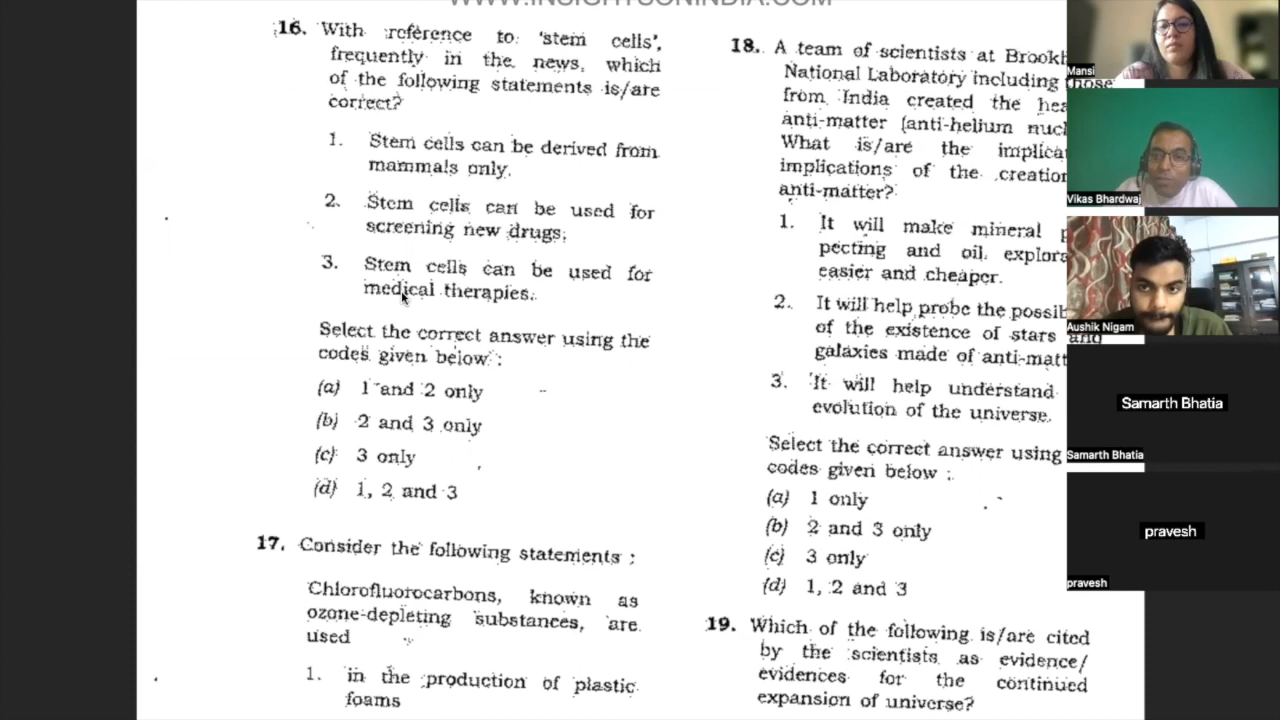 WWW.INSIGHTSONINDIA.COM
16. With reference to 'stem cells',
frequently in the news, which
of the following statements is/are
correct?
1. Stem cells can be derived from
mammals only.
2. Stem cells can be used for
screening new drugs.
3. Stem cells can be used for
medical therapies.
Select the correct answer using the
codes given below :
(a) 1 and 2 only
(b) 2 and 3 only
(c) 3 only
(d) 1, 2 and 3
17. Consider the following statements :
Chlorofluorocarbons, known as
ozone-depleting substances, are
used
1. in the production of plastic
foams
18. A team of scientists at Brookh
National Laboratory including those
from India created the hea
anti-matter (anti-helium nucl
What is/are the implica
implications of the creation
anti-matter?
1. It will make mineral p
pecting and oil explora
easier and cheaper.
2. It will help probe the possib
of the existence of stars and
galaxies made of anti-matt
3. It will help understand
evolution of the universe.
Select the correct answer using
codes given below :
(a) 1 only
(b) 2 and 3 only
(c) 3 only
(d) 1, 2 and 3
19. Which of the following is/are cited
by the scientists as evidence/
evidences for the continued
expansion of universe?
Mansi
Vikas Bhardwaj
Aushik Nigam
Samarth Bhatia
Samarth Bhatia
pravesh
pravesh